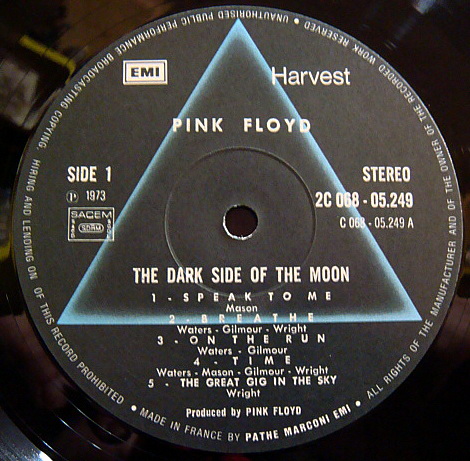 UNAUTHORISED PUBLIC PERFORMANCE BROADCASTING COPYING, HIRING AND LENDING ON OF THIS RECORD PROHIBITED • MADE IN FRANCE BY PATHE MARCONI EMI • ALL RIGHTS OF THE MANUFACTURER AND OF THE OWNER OF THE RECORDED WORK RESERVED •
EMI
Harvest
PINK FLOYD
SIDE 1
STEREO
℗ 1973
2C 068 - 05.249
SACEM
SDRM
C 068 - 05.249 A
THE DARK SIDE OF THE MOON
1 - SPEAK TO ME
Mason
2 - BREATHE
Waters - Gilmour - Wright
3 - ON THE RUN
Waters - Gilmour
4 - TIME
Waters - Mason - Gilmour - Wright
5 - THE GREAT GIG IN THE SKY
Wright
Produced by PINK FLOYD